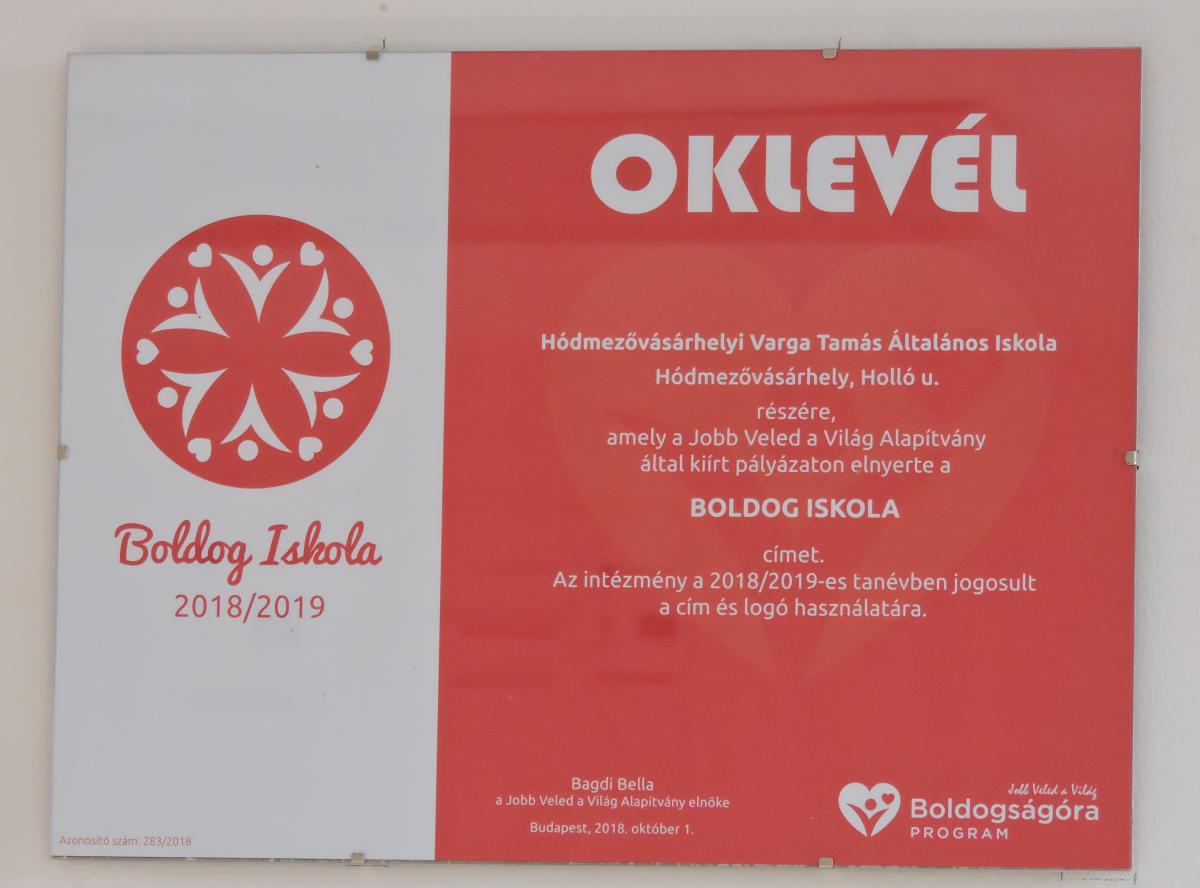 Boldog Iskola
2018/2019
Azonosító szám: 283/2018
OKLEVÉL
Hódmezővásárhelyi Varga Tamás Általános Iskola
Hódmezővásárhely, Holló u.
részére,
amely a Jobb Veled a Világ Alapítvány
által kiírt pályázaton elnyerte a
BOLDOG ISKOLA
címet.
Az intézmény a 2018/2019-es tanévben jogosult
a cím és logó használatára.
Bagdi Bella
a Jobb Veled a Világ Alapítvány elnöke
Budapest, 2018. október 1.
Jobb Veled a Világ
Boldogságóra
PROGRAM